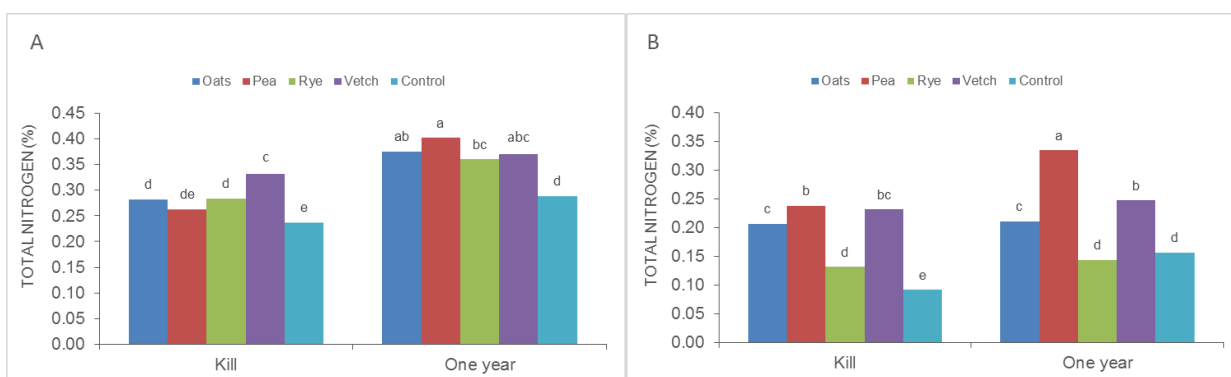 A
Oats Pea Rye Vetch Control
TOTAL NITROGEN (%)
0.45
0.40
0.35
0.30
0.25
0.20
0.15
0.10
0.05
0.00
d de d c e
ab a bc abc d
Kill One year
B
Oats Pea Rye Vetch Control
TOTAL NITROGEN (%)
0.40
0.35
0.30
0.25
0.20
0.15
0.10
0.05
0.00
c b d bc e
c a d b d
Kill One year